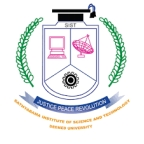 SIST
JUSTICE PEACE REVOLUTION
SATHYABAMA INSTITUTE OF SCIENCE AND TECHNOLOGY
DEEMED UNIVERSITY